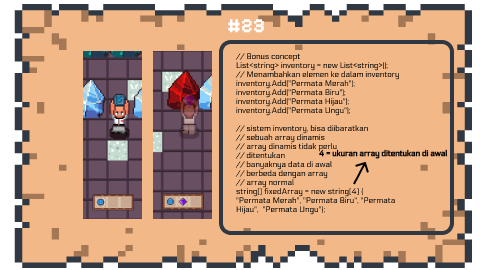 #83
// Bonus concept
List<string> inventory = new List<string>();
// Menambahkan elemen ke dalam inventory
inventory.Add("Permata Merah");
inventory.Add("Permata Biru");
inventory.Add("Permata Hijau");
inventory.Add("Permata Ungu");
// sistem inventory, bisa diibaratkan
// sebuah array dinamis
// array dinamis tidak perlu
// ditentukan
4 = ukuran array ditentukan di awal
// banyaknya data di awal
// berbeda dengan array
// array normal
string[] fixedArray = new string[4] {
"Permata Merah", "Permata Biru", "Permata
Hijau", "Permata Ungu");